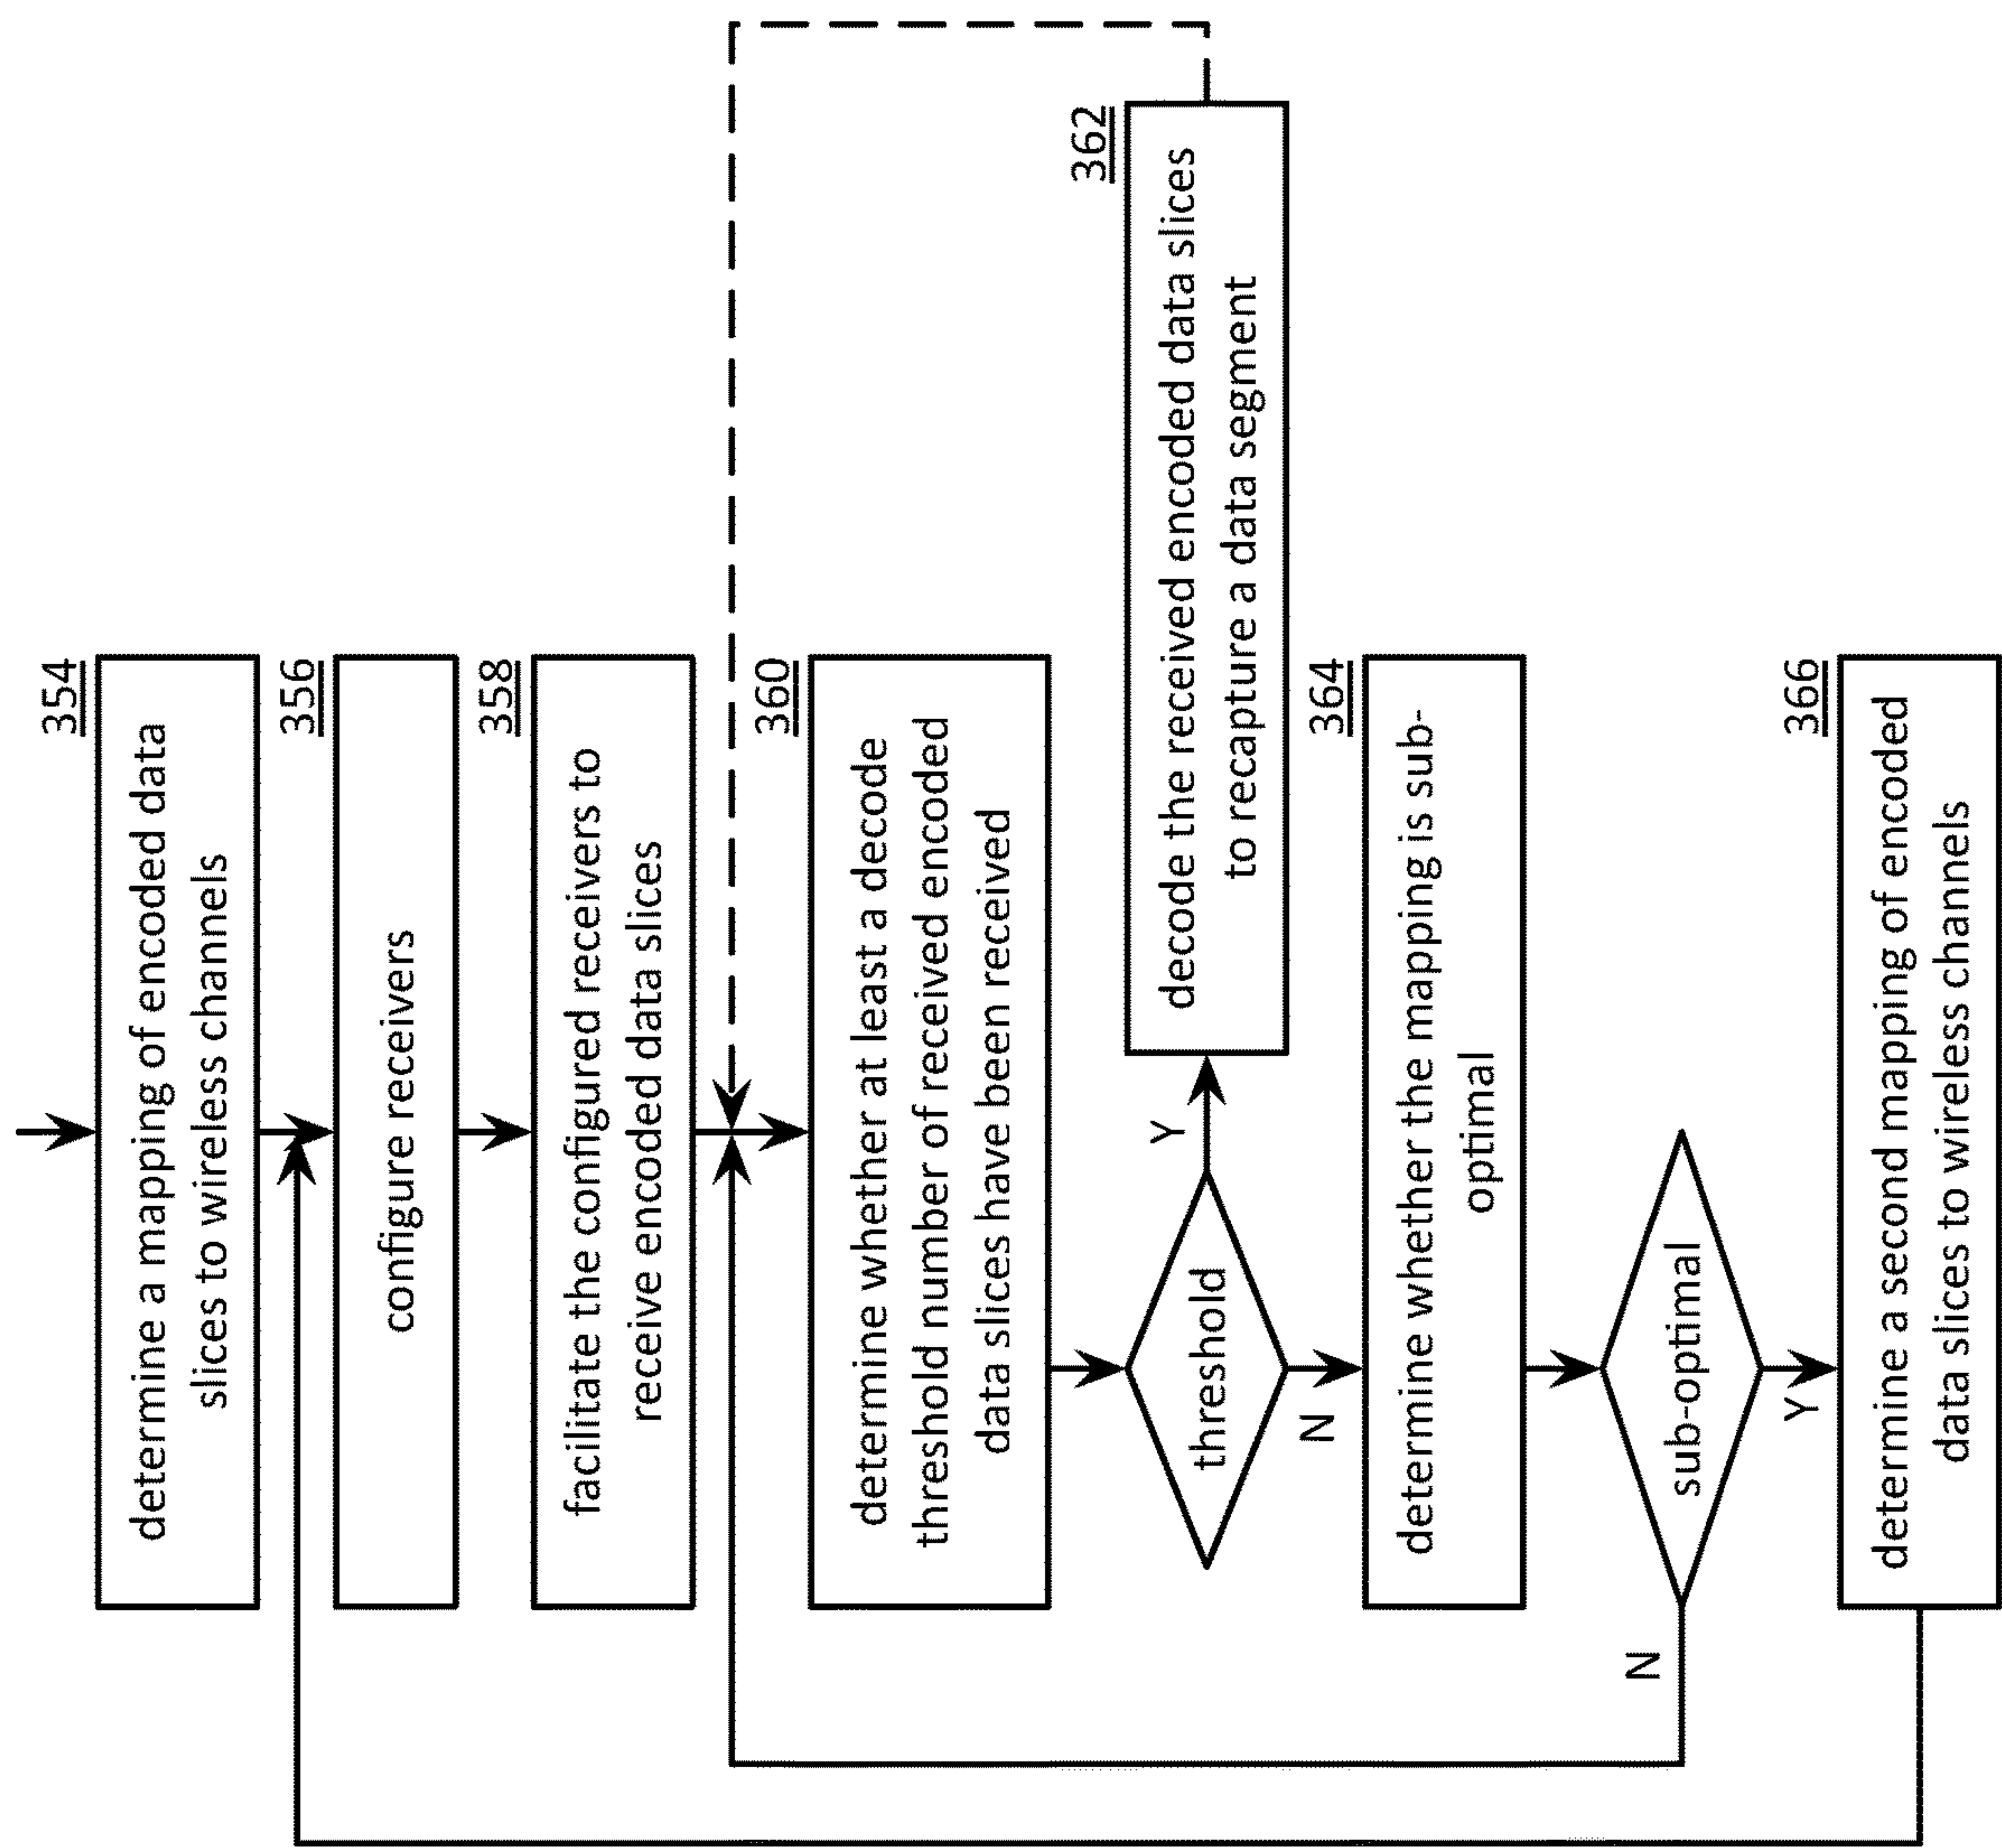 354
determine a mapping of encoded data
slices to wireless channels
356
configure receivers
358
facilitate the configured receivers to
receive encoded data slices
360
determine whether at least a decode
threshold number of received encoded
data slices have been received
threshold
Y
362
decode the received encoded data slices
to recapture a data segment
N
364
determine whether the mapping is sub-
optimal
sub-optimal
N
Y
366
determine a second mapping of encoded
data slices to wireless channels